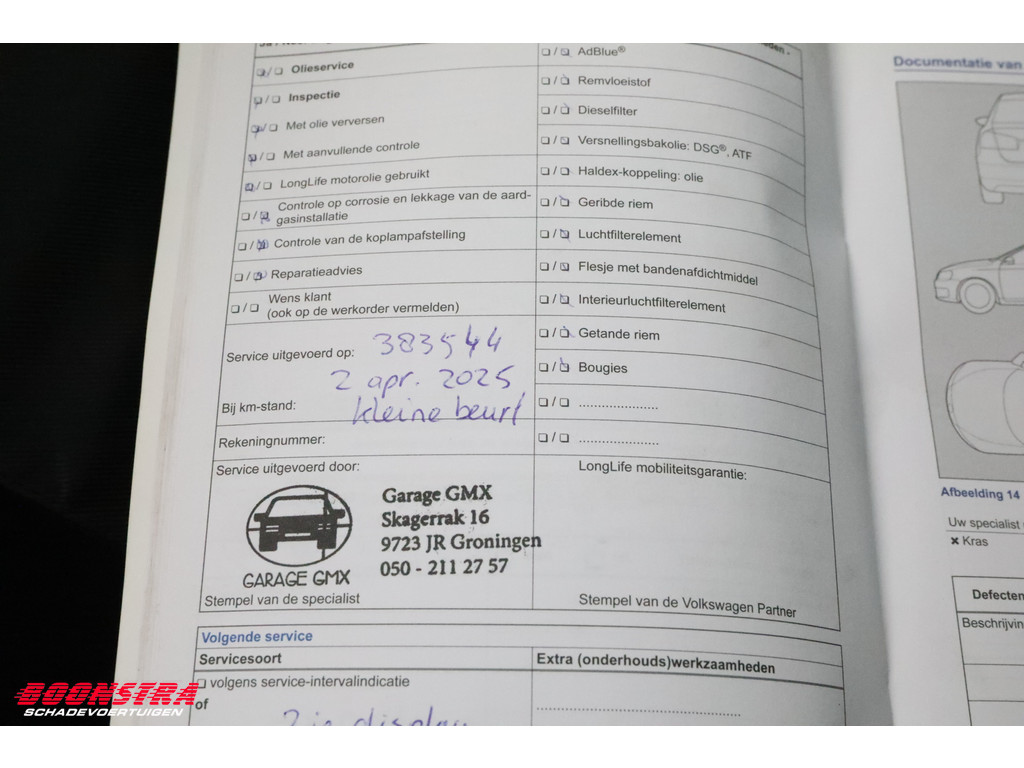 AdBlue®
Olieservice
Remvloeistof
Inspectie
Dieselfilter
Met olie verversen
Versnellingsbakolie: DSG®, ATF
Met aanvullende controle
Haldex-koppeling: olie
LongLife motorolie gebruikt
Geribde riem
Controle op corrosie en lekkage van de aard-
gasinstallatie
Luchtfilterelement
Controle van de koplampafstelling
Flesje met bandenafdichtmiddel
Reparatieadvies
Interieurluchtfilterelement
Wens klant
(ook op de werkorder vermelden)
Getande riem
Bougies
Service uitgevoerd op: 383544
2 apr. 2025
Bij km-stand: kleine beurt
Rekeningnummer:
Service uitgevoerd door:
LongLife mobiliteitsgarantie:
Garage GMX
Skagerrak 16
9723 JR Groningen
050 - 211 27 57
GARAGE GMX
Stempel van de specialist
Stempel van de Volkswagen Partner
Volgende service
Servicesoort
Extra (onderhouds)werkzaamheden
volgens service-intervalindicatie
of
Documentatie van
Afbeelding 14
Uw specialist
× Kras
Defecten
Beschrijvin
BOONSTRA
SCHADEVOERTUIGEN